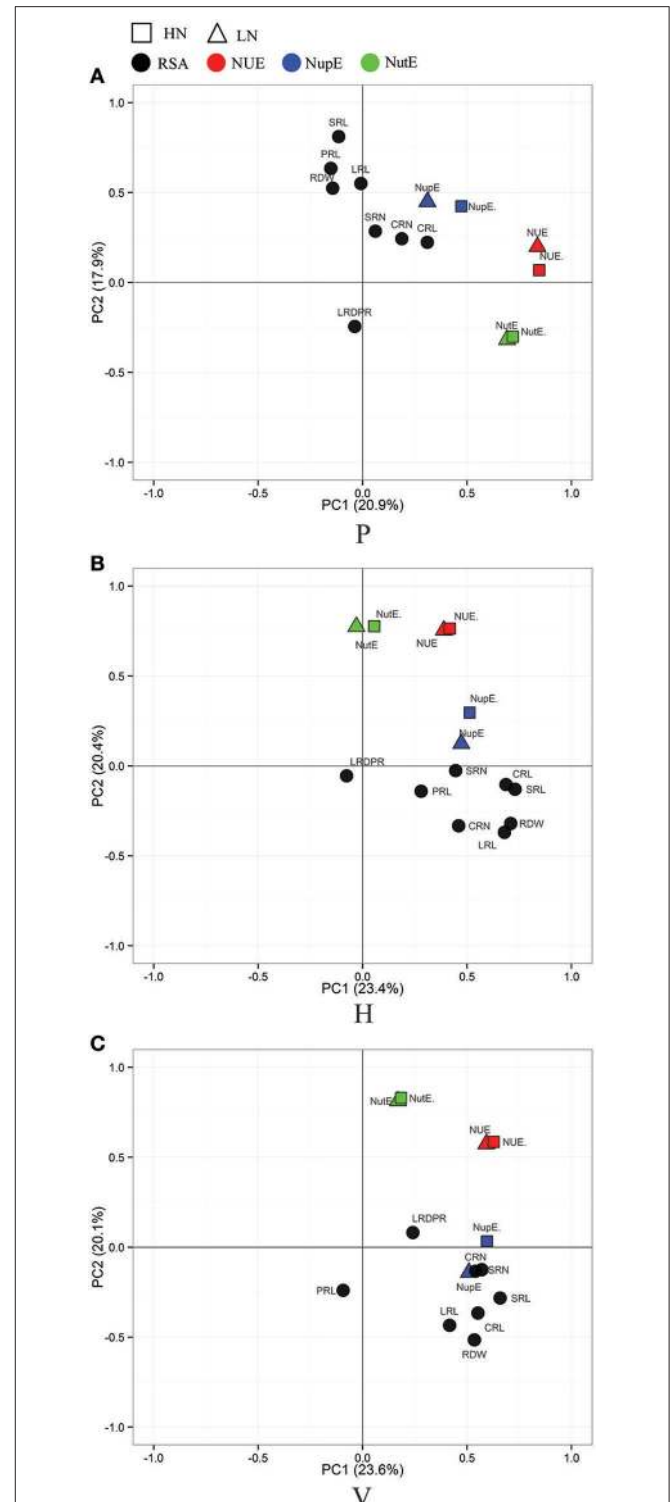 HN LN
RSA NUE NupE NutE
A
1.0
SRL
PRL
LRL
RDW
0.5
NupE
NupE.
SRN
CRN
CRL
NUE
NUE.
PC2 (17.9%)
0.0
LRDPR
NutE
NutE.
-0.5
-1.0
-1.0 -0.5 0.0 0.5 1.0
PC1 (20.9%)
P
B
1.0
NutE.
NutE
NUE.
NUE
0.5
NupE.
NupE
PC2 (20.4%)
0.0
LRDPR
SRN
CRL
PRL
SRL
CRN
RDW
LRL
-0.5
-1.0
-1.0 -0.5 0.0 0.5 1.0
PC1 (23.4%)
H
C
1.0
NutE
NutE.
NUE
NUE.
0.5
LRDPR
NupE.
PC2 (20.1%)
0.0
CRN
SRN
NupE
PRL
SRL
LRL
CRL
-0.5
RDW
-1.0
-1.0 -0.5 0.0 0.5 1.0
PC1 (23.6%)
V